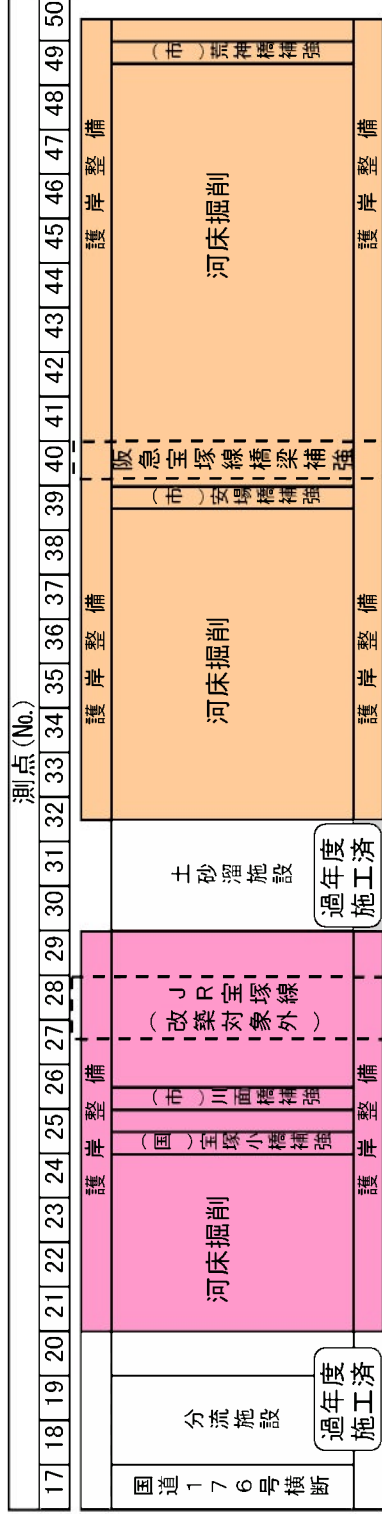 測点(No.)
17 18 19 20 21 22 23 24 25 26 27 28 29 30 31 32 33 34 35 36 37 38 39 40 41 42 43 44 45 46 47 48 49 50
護岸整備
護岸整備
護岸整備
国道176号横断
分流施設
過年度
施工済
河床掘削
(国)宝塚小橋補強
(市)川面橋補強
JR宝塚線
(改築対象外)
土砂溜施設
過年度
施工済
河床掘削
(市)安場橋補強
阪急宝塚線橋梁補強
河床掘削
(市)荒神橋補強
護岸整備
護岸整備
護岸整備